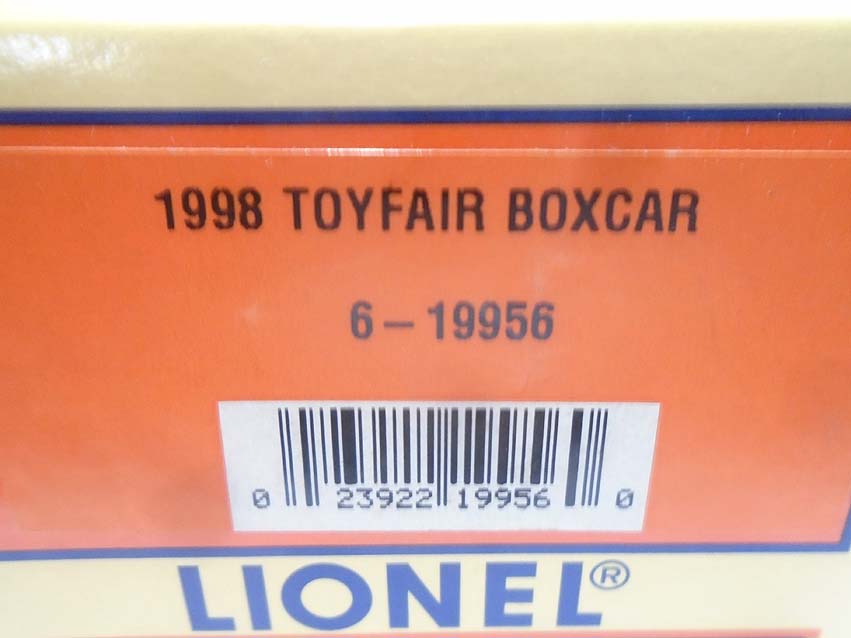 1998 TOYFAIR BOXCAR
6-19956
0 23922 19956 0
LIONEL®